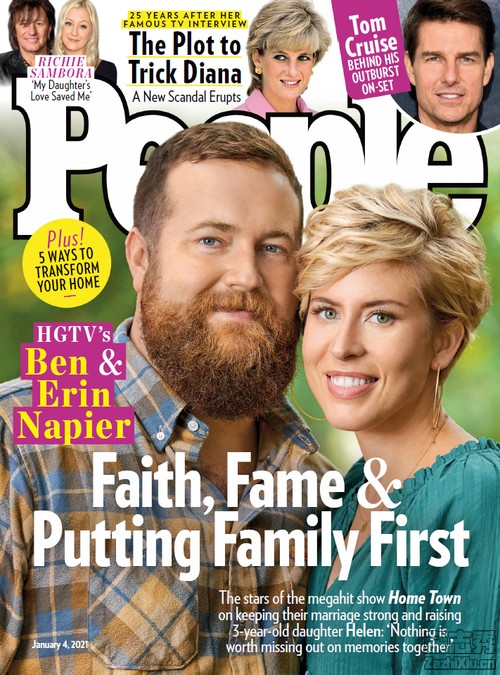 RICHIE
SAMBORA
'My Daughter's
Love Saved Me'
25 YEARS AFTER HER
FAMOUS TV INTERVIEW
The Plot to
Trick Diana
A New Scandal Erupts
Tom
Cruise
BEHIND HIS
OUTBURST
ON-SET
People
Plus!
5 WAYS TO
TRANSFORM
YOUR HOME
HGTV's
Ben &
Erin
Napier
Faith, Fame &
Putting Family First
The stars of the megahit show Home Town
on keeping their marriage strong and raising
3-year-old daughter Helen: 'Nothing is
worth missing out on memories together'
January 4, 2021
ZazhiXiu.cn